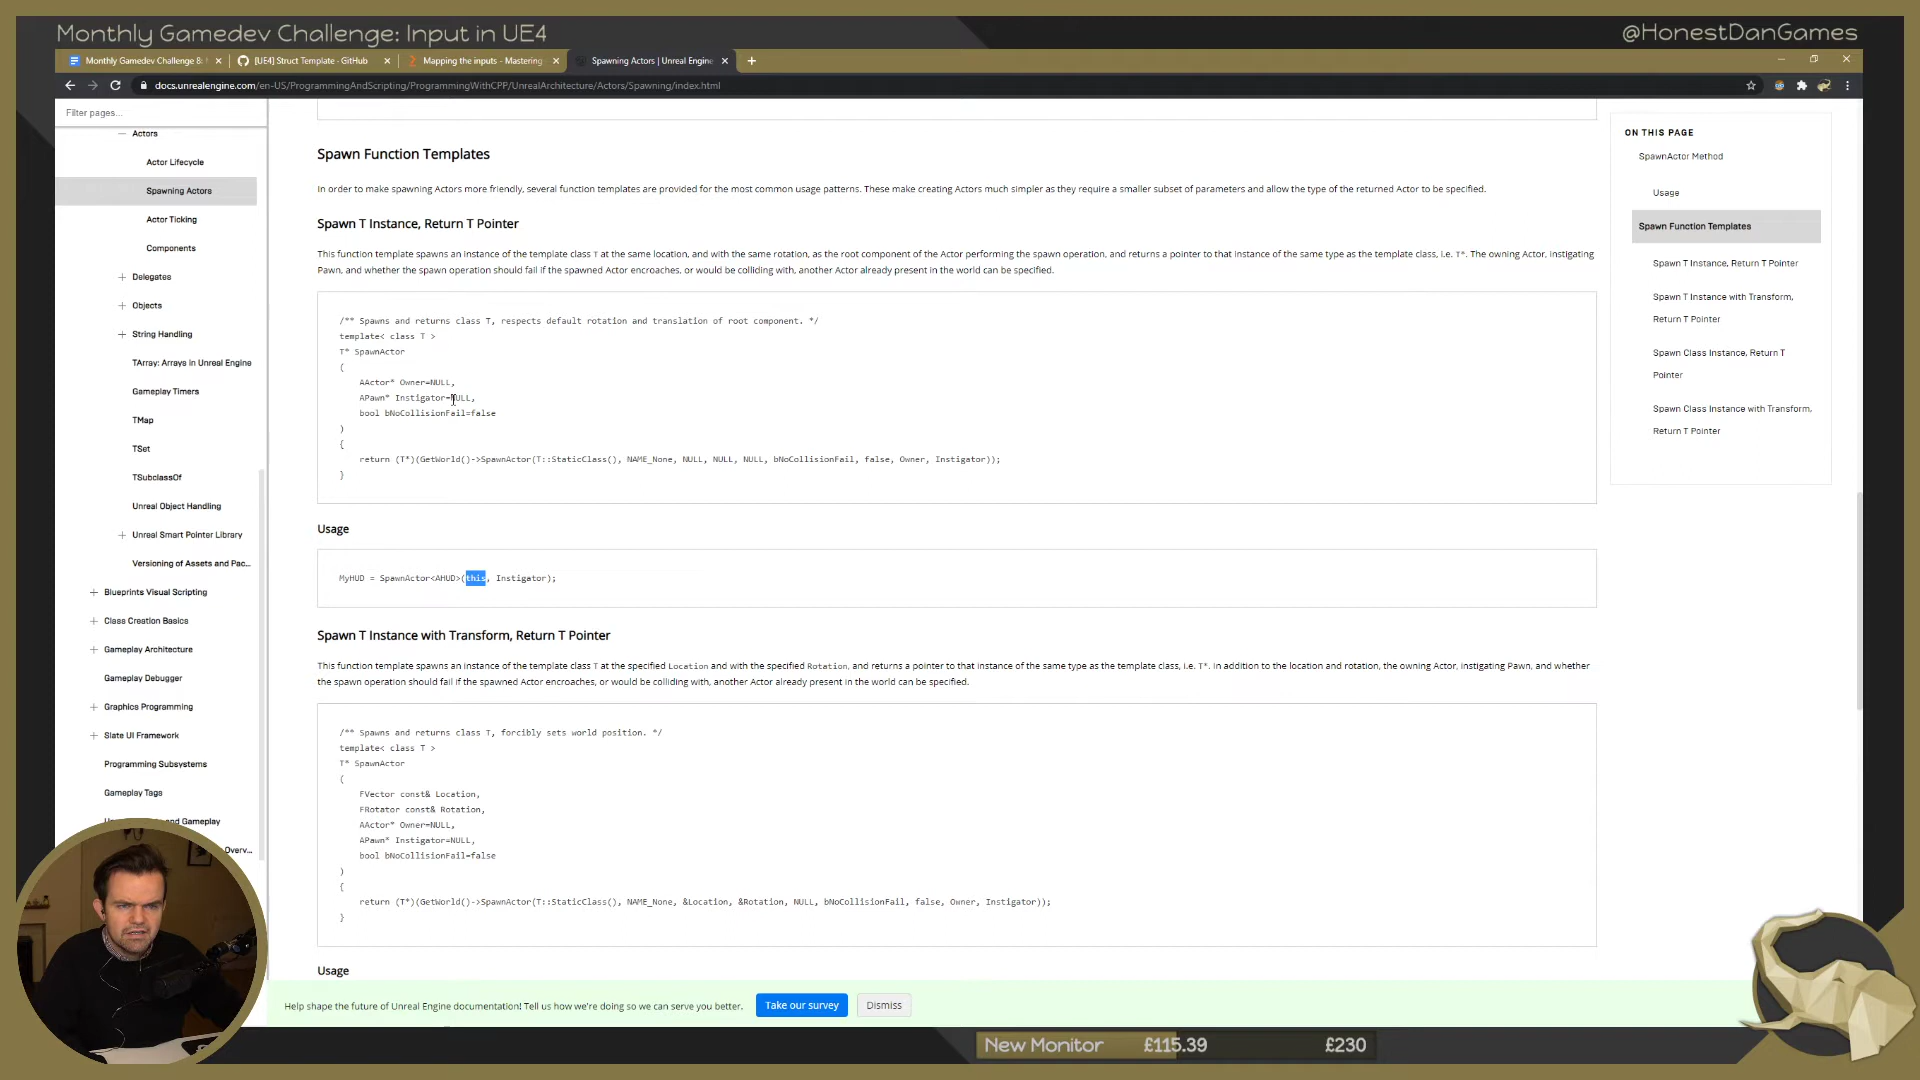 Monthly Gamedev Challenge: Input in UE4
@HonestDanGames
Monthly Gamedev Challenge 8:
[UE4] Struct Template · GitHub
Mapping the inputs - Mastering
Spawning Actors | Unreal Engine
docs.unrealengine.com/en-US/ProgrammingAndScripting/ProgrammingWithCPP/UnrealArchitecture/Actors/Spawning/index.html
Filter pages...
Actors
Actor Lifecycle
Spawning Actors
Actor Ticking
Components
Delegates
Objects
String Handling
TArray: Arrays in Unreal Engine
Gameplay Timers
TMap
TSet
TSubclassOf
Unreal Object Handling
Unreal Smart Pointer Library
Versioning of Assets and Pac...
Blueprints Visual Scripting
Class Creation Basics
Gameplay Architecture
Gameplay Debugger
Graphics Programming
Slate UI Framework
Programming Subsystems
Gameplay Tags
and Gameplay
Overv...
Spawn Function Templates
In order to make spawning Actors more friendly, several function templates are provided for the most common usage patterns. These make creating Actors much simpler as they require a smaller subset of parameters and allow the type of the returned Actor to be specified.
Spawn T Instance, Return T Pointer
This function template spawns an instance of the template class T at the same location, and with the same rotation, as the root component of the Actor performing the spawn operation, and returns a pointer to that instance of the same type as the template class, i.e. T*. The owning Actor, instigating
Pawn, and whether the spawn operation should fail if the spawned Actor encroaches, or would be colliding with, another Actor already present in the world can be specified.
/** Spawns and returns class T, respects default rotation and translation of root component. */
template< class T >
T* SpawnActor
(
AActor* Owner=NULL,
APawn* Instigator=NULL,
bool bNoCollisionFail=false
)
{
return (T*)(GetWorld()->SpawnActor(T::StaticClass(), NAME_None, NULL, NULL, NULL, bNoCollisionFail, false, Owner, Instigator));
}
Usage
MyHUD = SpawnActor<AHUD>(this, Instigator);
Spawn T Instance with Transform, Return T Pointer
This function template spawns an instance of the template class T at the specified Location and with the specified Rotation, and returns a pointer to that instance of the same type as the template class, i.e. T*. In addition to the location and rotation, the owning Actor, instigating Pawn, and whether
the spawn operation should fail if the spawned Actor encroaches, or would be colliding with, another Actor already present in the world can be specified.
/** Spawns and returns class T, forcibly sets world position. */
template< class T >
T* SpawnActor
(
FVector const& Location,
FRotator const& Rotation,
AActor* Owner=NULL,
APawn* Instigator=NULL,
bool bNoCollisionFail=false
)
{
return (T*)(GetWorld()->SpawnActor(T::StaticClass(), NAME_None, &Location, &Rotation, NULL, bNoCollisionFail, false, Owner, Instigator));
}
Usage
ON THIS PAGE
SpawnActor Method
Usage
Spawn Function Templates
Spawn T Instance, Return T Pointer
Spawn T Instance with Transform,
Return T Pointer
Spawn Class Instance, Return T
Pointer
Spawn Class Instance with Transform,
Return T Pointer
Help shape the future of Unreal Engine documentation! Tell us how we're doing so we can serve you better.
Take our survey
Dismiss
New Monitor £115.39 £230